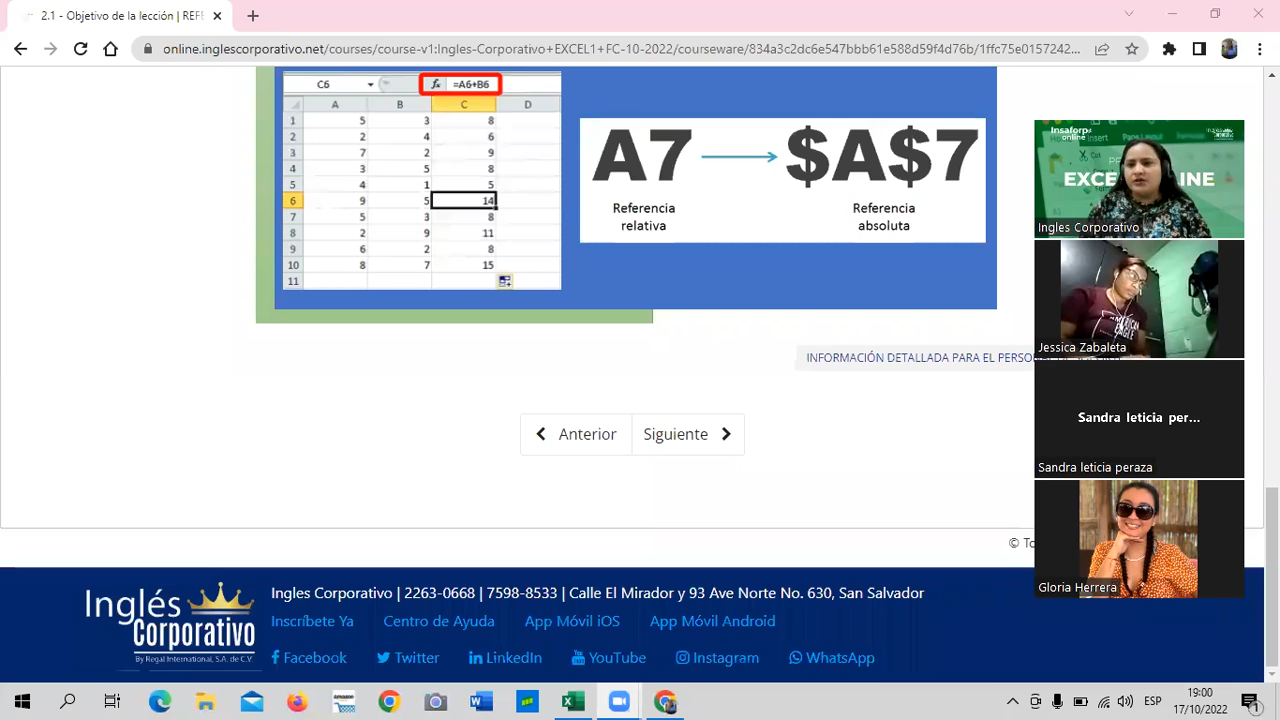 2.1 - Objetivo de la lección | REFE
online.inglescorporativo.net/courses/course-v1:Ingles-Corporativo+EXCEL1+FC-10-2022/courseware/834a3c20c6e547bbb61e588d59f4d76b/1ffc75e0157242...
C6 fx =A6+B6
A B C D
1 5 3 8
2 2 4 6
3 7 2 9
4 3 5 8
5 4 1 5
6 9 5 14
7 5 3 8
8 2 9 11
9 6 2 8
10 8 7 15
11
A7 $A$7
Referencia
relativa
Referencia
absoluta
INFORMACIÓN DETALLADA PARA EL PERSON
Anterior Siguiente
Insaforp
online
EXCEL LINE
Ingles Corporativo
Jessica Zabaleta
Sandra leticia per...
Sandra leticia peraza
Gloria Herrera
Inglés
Corporativo
By Regal International, S.A. de C.V.
Ingles Corporativo | 2263-0668 | 7598-8533 | Calle El Mirador y 93 Ave Norte No. 630, San Salvador
Inscríbete Ya Centro de Ayuda App Móvil iOS App Móvil Android
Facebook Twitter LinkedIn YouTube Instagram WhatsApp
ESP
19:00
17/10/2022